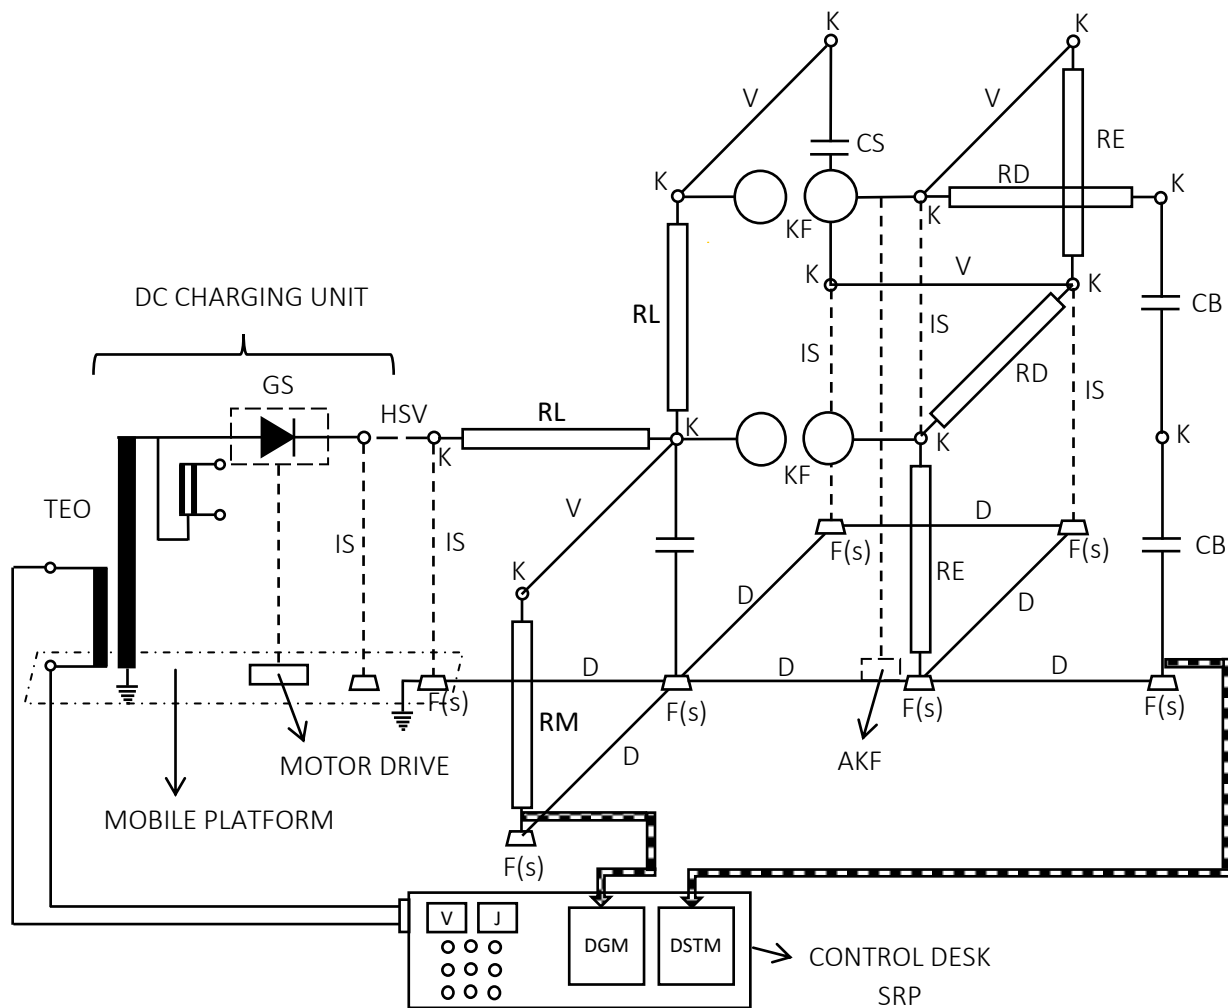 K
K
V
V
CS
RE
RD
K
K
K
KF
K
V
K
DC CHARGING UNIT
RL
IS
IS
CB
RD
IS
GS
HSV
RL
K
K
K
K
KF
TEO
V
IS
IS
D
F(s)
F(s)
CB
K
D
RE
D
D
D
D
F(s)
F(s)
F(s)
F(s)
RM
D
MOTOR DRIVE
AKF
MOBILE PLATFORM
F(s)
V
J
DGM
DSTM
CONTROL DESK
SRP